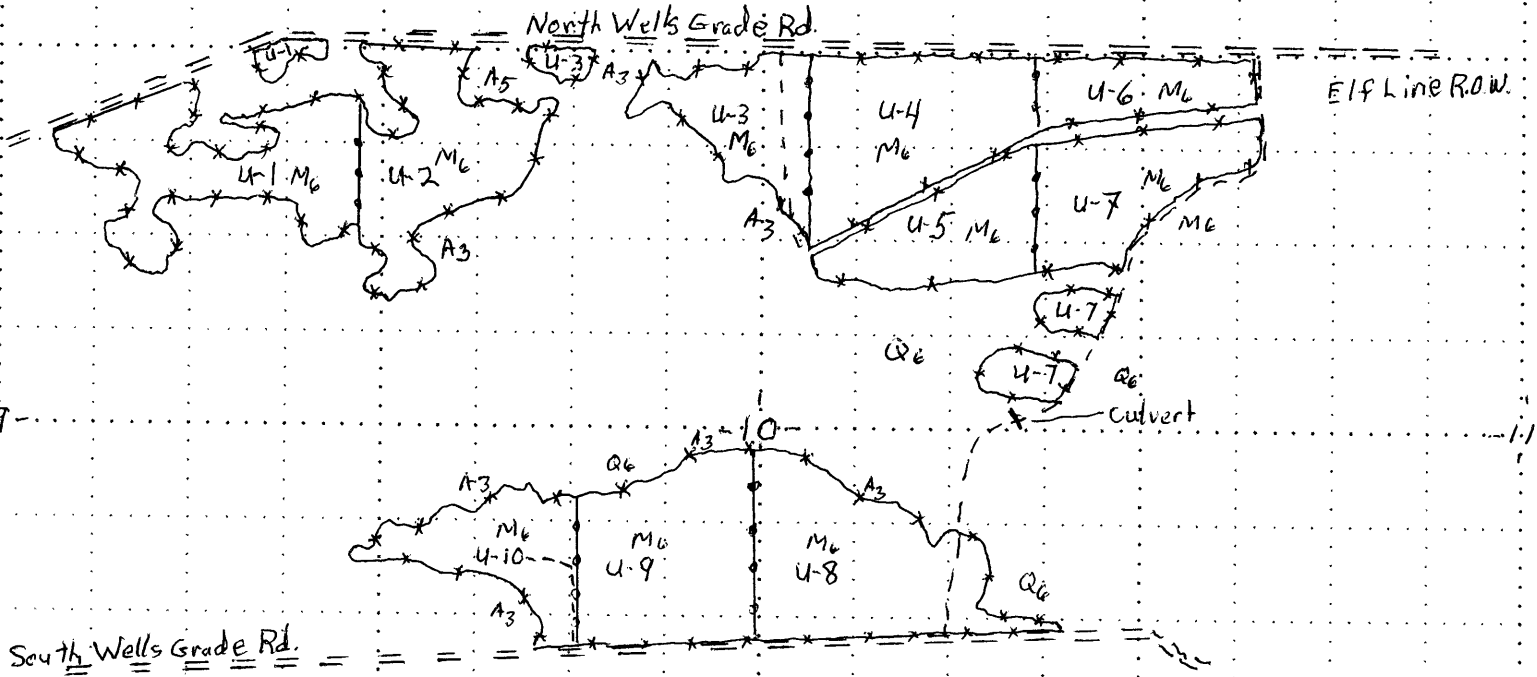 North Wells Grade Rd.
U-1
U-3
A5
A3
Elf Line R.O.W.
U-6 M6
U-4
U-3
M6
M6
M6
U-2
U-1 M6
M6
U-7
M6
A3
U-5 M6
A3
U-7
Q6
U-7
Q6
Culvert
-10-
-11
A3
Q6
A3
A3
M6
U-10
M6
U-9
M6
U-8
Q6
A3
South Wells Grade Rd.